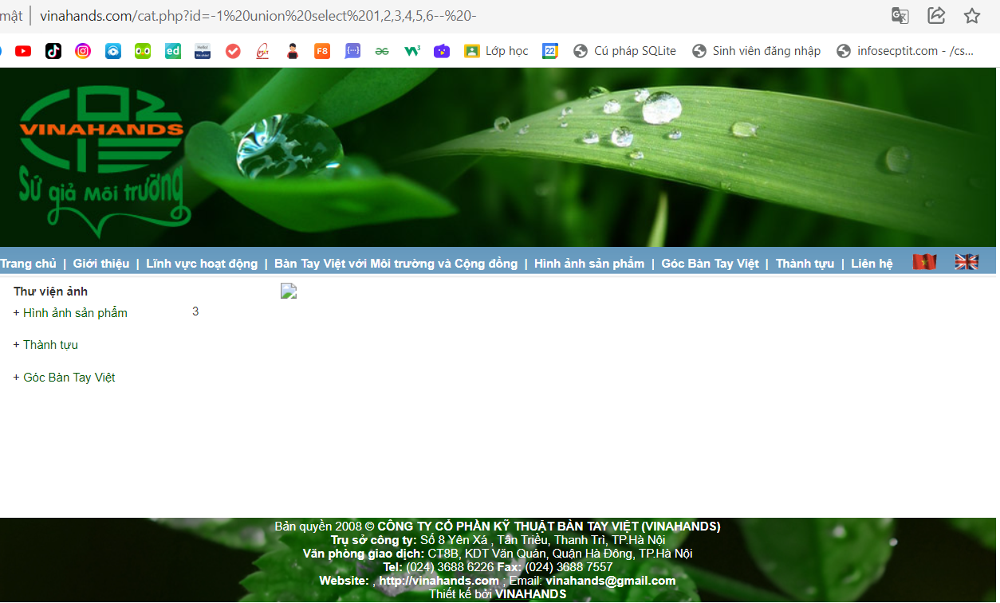 mật | vinahands.com/cat.php?id=-1%20union%20select%201,2,3,4,5,6--%20-
ed F8 W3 Lớp học 22 Cú pháp SQLite Sinh viên đăng nhập infosecptit.com - /cs...
VINAHANDS
Sứ giả Môi trường
Trang chủ | Giới thiệu | Lĩnh vực hoạt động | Bàn Tay Việt với Môi trường và Cộng đồng | Hình ảnh sản phẩm | Góc Bàn Tay Việt | Thành tựu | Liên hệ
Thư viện ảnh
+ Hình ảnh sản phẩm
3
+ Thành tựu
+ Góc Bàn Tay Việt
Bản quyền 2008 © CÔNG TY CỔ PHẦN KỸ THUẬT BÀN TAY VIỆT (VINAHANDS)
Trụ sở công ty: Số 8 Yên Xá , Tân Triều, Thanh Trì, TP.Hà Nội
Văn phòng giao dịch: CT8B, KDT Văn Quán, Quận Hà Đông, TP.Hà Nội
Tel: (024) 3688 6226 Fax: (024) 3688 7557
Website: , http://vinahands.com ; Email: vinahands@gmail.com
Thiết kế bởi VINAHANDS